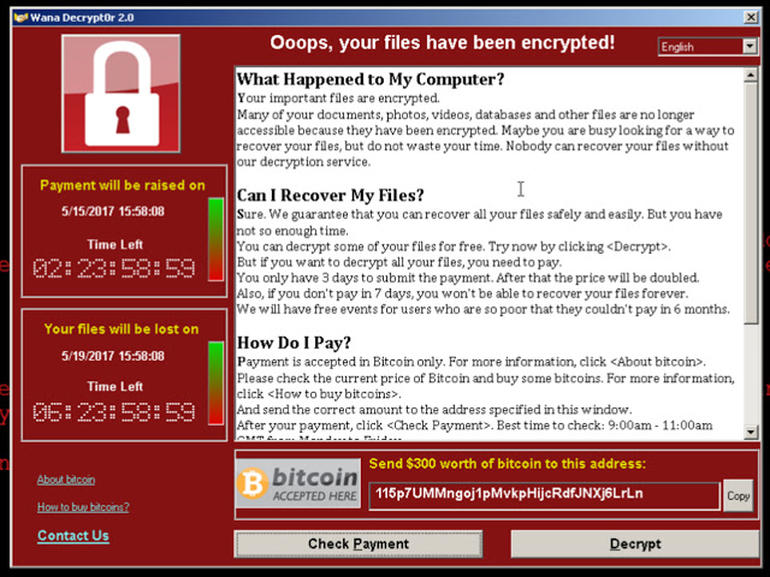 Wana Decrypt0r 2.0
Ooops, your files have been encrypted!
English
Payment will be raised on
5/15/2017 15:58:08
Time Left
02:23:58:59
Your files will be lost on
5/19/2017 15:58:08
Time Left
06:23:58:59
About bitcoin
How to buy bitcoins?
Contact Us
What Happened to My Computer?
Your important files are encrypted.
Many of your documents, photos, videos, databases and other files are no longer
accessible because they have been encrypted. Maybe you are busy looking for a way to
recover your files, but do not waste your time. Nobody can recover your files without
our decryption service.
Can I Recover My Files?
Sure. We guarantee that you can recover all your files safely and easily. But you have
not so enough time.
You can decrypt some of your files for free. Try now by clicking <Decrypt>.
But if you want to decrypt all your files, you need to pay.
You only have 3 days to submit the payment. After that the price will be doubled.
Also, if you don't pay in 7 days, you won't be able to recover your files forever.
We will have free events for users who are so poor that they couldn't pay in 6 months.
How Do I Pay?
Payment is accepted in Bitcoin only. For more information, click <About bitcoin>.
Please check the current price of Bitcoin and buy some bitcoins. For more information,
click <How to buy bitcoins>.
And send the correct amount to the address specified in this window.
After your payment, click <Check Payment>. Best time to check: 9:00am - 11:00am
GMT from Monday to Friday.
bitcoin
ACCEPTED HERE
Send $300 worth of bitcoin to this address:
115p7UMMngoj1pMvkpHijcRdfJNXj6LrLn
Copy
Check Payment
Decrypt